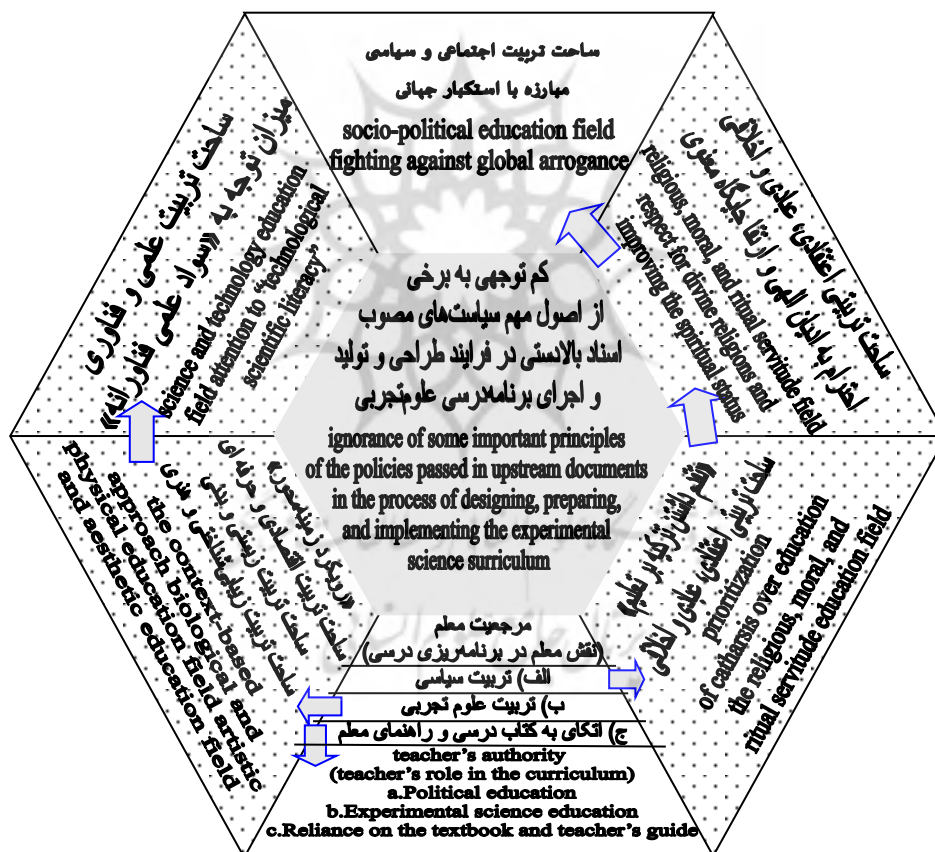 ساحت تربیت اجتماعی و سیاسی
مبارزه با استکبار جهانی
socio-political education field
fighting against global arrogance
ساحت تربیتی اعتقادی، عبادی و اخلاقی
احترام به ادیان الهی و ارتقا جایگاه معنوی
religious, moral, and ritual servitude field
respect for divine religions and
improving the spiritual status
ساحت تربیت علمی و فناوری
میزان توجه به «سواد علمی فناورانه»
science and technology education
field attention to “technological
scientific literacy”
کم توجهی به برخی
از اصول مهم سیاست‌های مصوب
اسناد بالادستی در فرایند طراحی و تولید
و اجرای برنامه‌درسی علوم‌تجربی
ignorance of some important principles
of the policies passed in upstream documents
in the process of designing, preparing,
and implementing the experimental
science surriculum
«تقدم تزکیه بر تعلیم»
ساحت تربیتی اعتقادی، عبادی و اخلاقی
prioritization
of catharsis over education
the religious, moral, and
ritual servitude education field
«رویکرد زمینه‌محور»
ساحت تربیت اقتصادی و حرفه ای
ساحت تربیت زیستی و بدنی
ساحت تربیت زیبایی‌شناختی و هنری
the context-based
approach biological and
physical education field artistic
and aesthetic education field
مرجعیت معلم
(نقش معلم در برنامه‌ریزی درسی)
الف) تربیت سیاسی
ب) تربیت علوم تجربی
ج) اتکای به کتاب درسی و راهنمای معلم
teacher’s authority
(teacher’s role in the curriculum)
a.Political education
b.Experimental science education
c.Reliance on the textbook and teacher’s guide